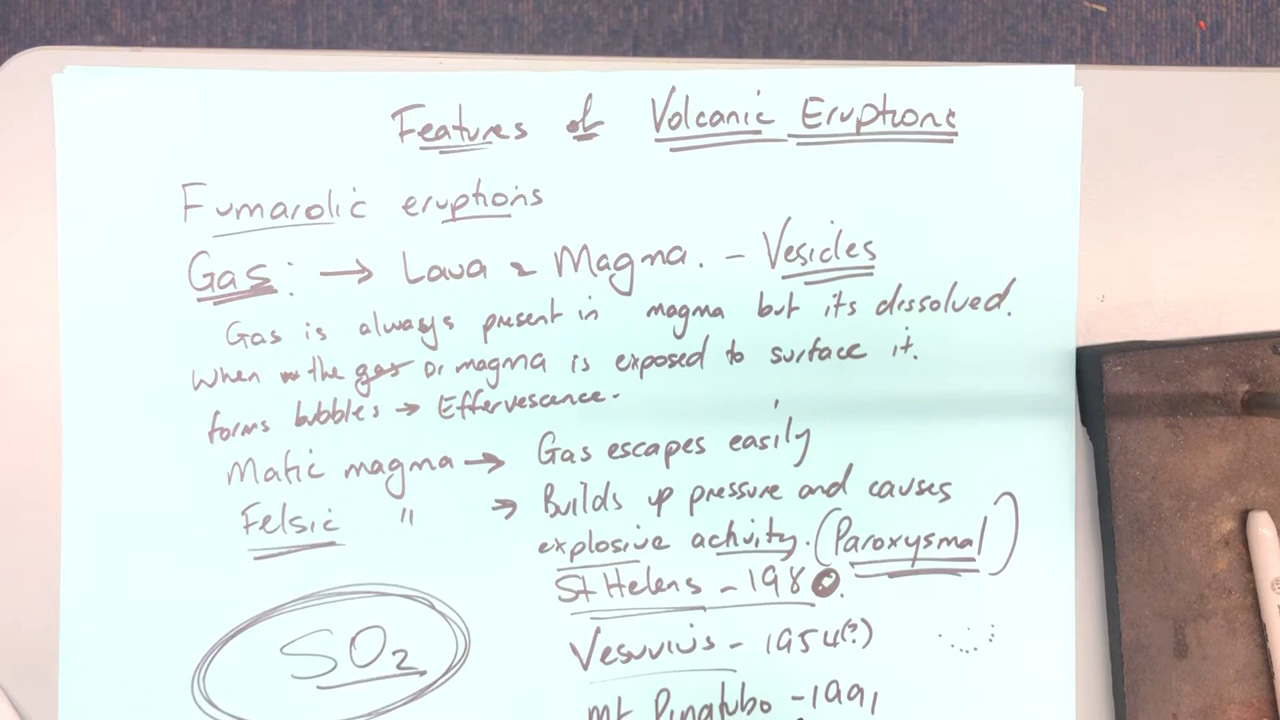 Features of Volcanic Eruptions
Fumarolic eruptions
Gas: → Lava & Magma. - Vesicles
Gas is always present in magma but its dissolved.
When the gas or magma is exposed to surface it.
forms bubbles → Effervescence.
Mafic magma → Gas escapes easily
Felsic " → Builds up pressure and causes
explosive activity. (Paroxysmal)
St Helens - 1980.
SO2
Vesuvius - 1954(?)
Mt Pinatubo - 1991